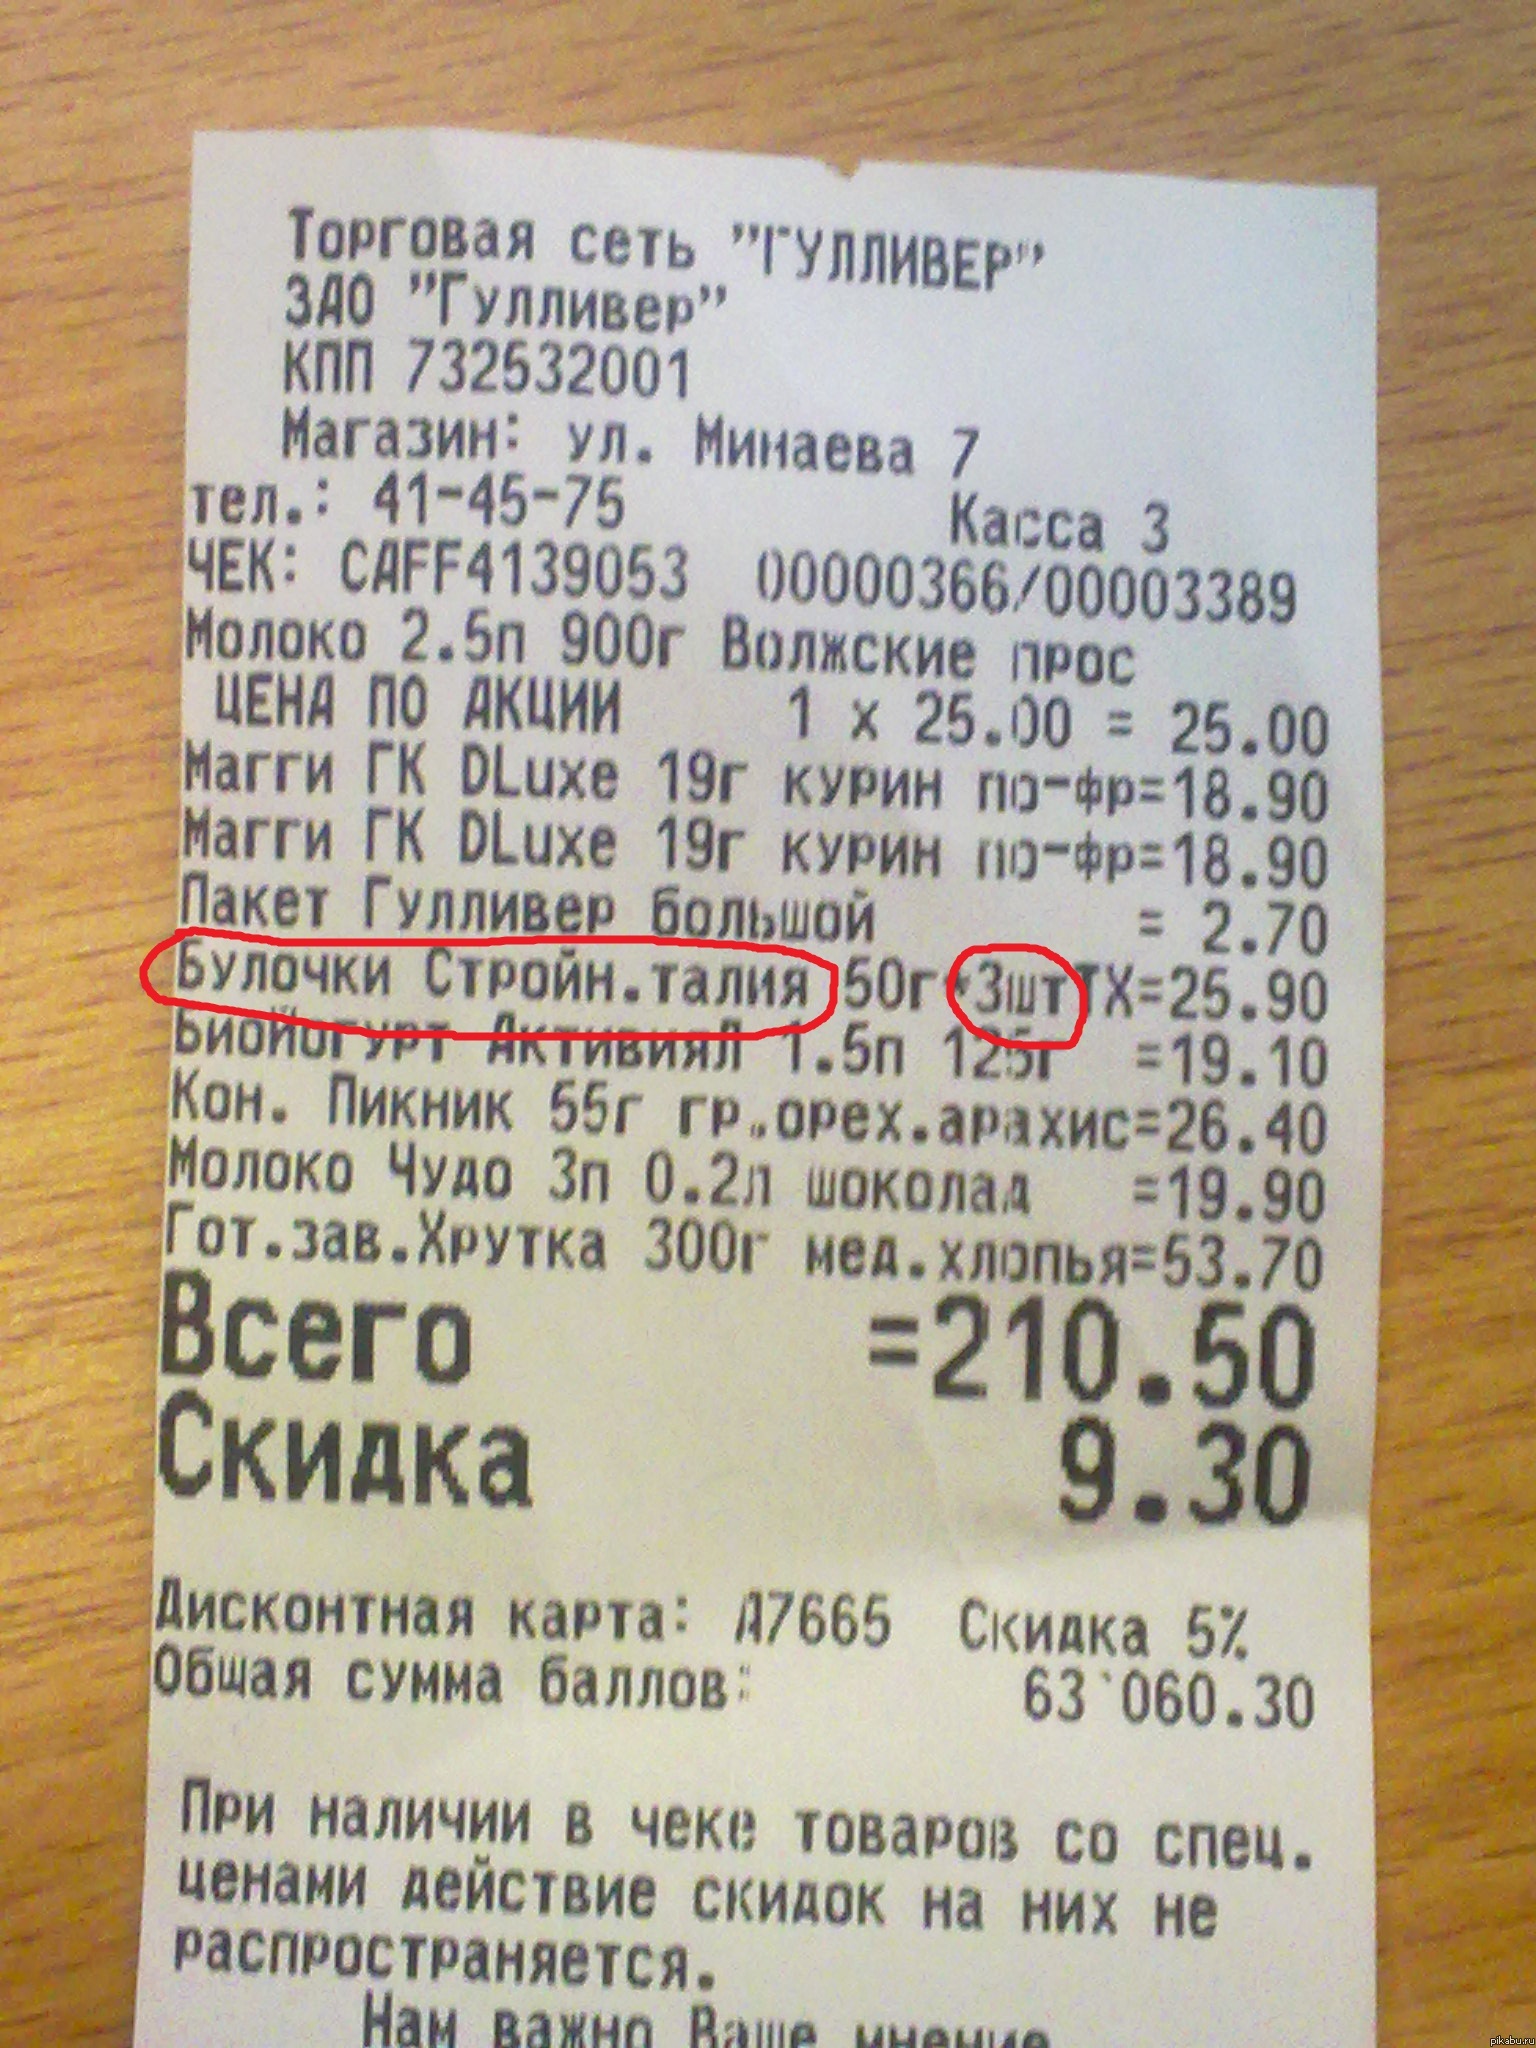 Торговая сеть "ГУЛЛИВЕР"
ЗАО "Гулливер"
КПП 732532001
Магазин: ул. Минаева 7
тел.: 41-45-75 Касса 3
ЧЕК: CAFF4139053 00000366/00003389
Молоко 2.5п 900г Волжские прос
ЦЕНА ПО АКЦИИ 1 x 25.00 = 25.00
Магги ГК DLuxe 19г курин по-фр=18.90
Магги ГК DLuxe 19г курин по-фр=18.90
Пакет Гулливер большой = 2.70
Булочки Стройн.талия 50г*3штТХ=25.90
Биойогурт АктивияЛ 1.5п 125г =19.10
Кон. Пикник 55г гр.орех.арахис=26.40
Молоко Чудо 3п 0.2л шоколад =19.90
Гот.зав.Хрутка 300г мед.хлопья=53.70
Всего =210.50
Скидка 9.30
Дисконтная карта: А7665 Скидка 5%
Общая сумма баллов: 63`060.30
При наличии в чеке товаров со спец.
ценами действие скидок на них не
распространяется.
Нам важно Ваше мнение
pikabu.ru